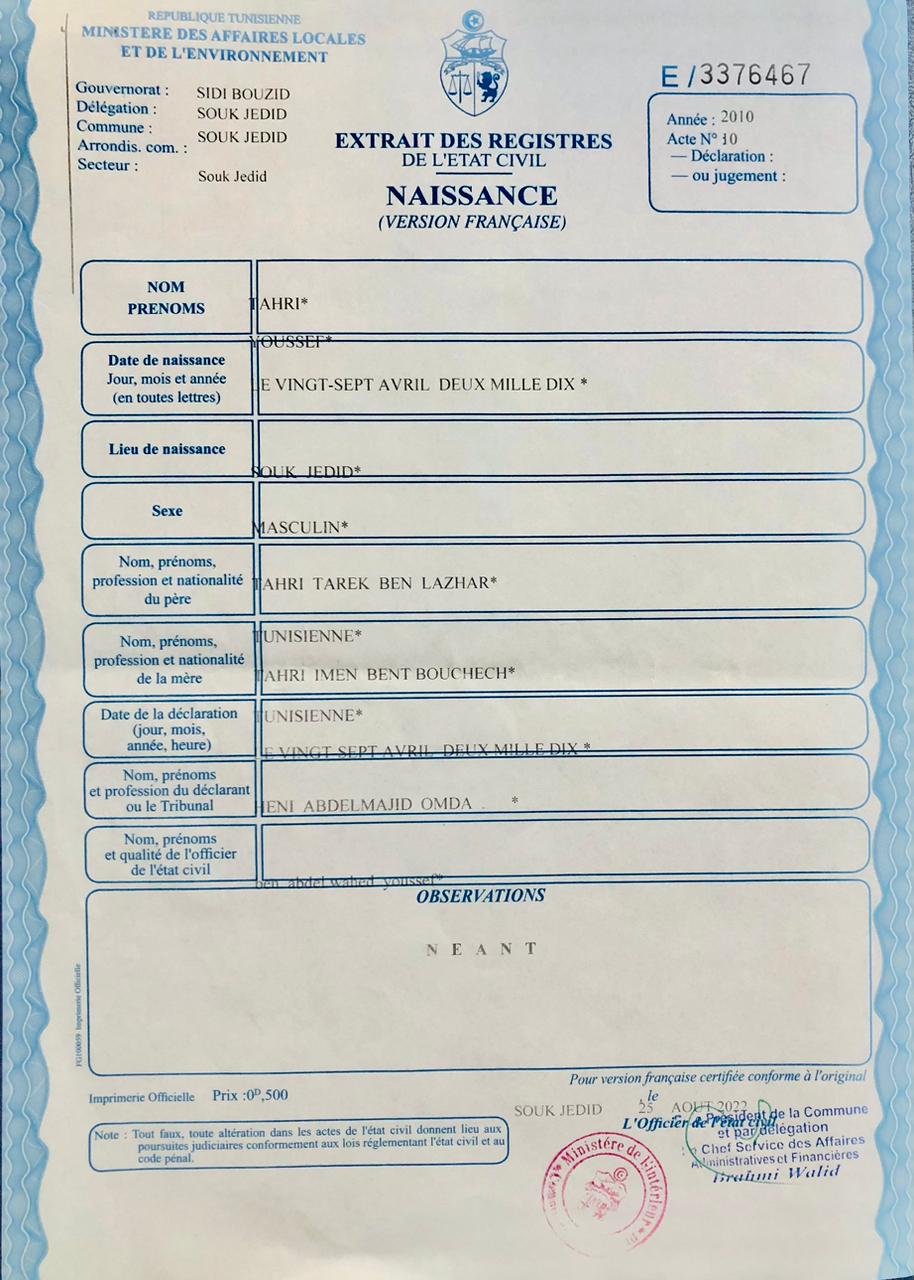 REPUBLIQUE TUNISIENNE
MINISTERE DES AFFAIRES LOCALES
ET DE L'ENVIRONNEMENT
Gouvernorat : SIDI BOUZID
Délégation : SOUK JEDID
Commune : SOUK JEDID
Arrondis. com. :
Secteur : Souk Jedid
E /3376467
Année : 2010
Acte N° 10
— Déclaration :
— ou jugement :
EXTRAIT DES REGISTRES
DE L'ETAT CIVIL
NAISSANCE
(VERSION FRANÇAISE)
NOM
PRENOMS
TAHRI*
YOUSSEF*
Date de naissance
Jour, mois et année
(en toutes lettres)
LE VINGT-SEPT AVRIL DEUX MILLE DIX *
Lieu de naissance
SOUK JEDID*
Sexe
MASCULIN*
Nom, prénoms,
profession et nationalité
du père
TAHRI TAREK BEN LAZHAR*
TUNISIENNE*
Nom, prénoms,
profession et nationalité
de la mère
TAHRI IMEN BENT BOUCHECH*
TUNISIENNE*
Date de la déclaration
(jour, mois,
année, heure)
LE VINGT SEPT AVRIL DEUX MILLE DIX *
Nom, prénoms
et profession du déclarant
ou le Tribunal
HENI ABDELMAJID OMDA . *
Nom, prénoms
et qualité de l'officier
de l'état civil
ben abdel wahed youssef*
OBSERVATIONS
N E A N T
FG100059 Imprimerie Officielle
Pour version française certifiée conforme à l'original
Imprimerie Officielle Prix :0ᴰ,500
SOUK JEDID le 25 AOUT 2022
L'Officier de l'état civil
Président de la Commune
et par délégation
Chef Service des Affaires
Administratives et Financières
Brahmi Walid
Note : Tout faux, toute altération dans les actes de l'état civil donnent lieu aux
poursuites judiciaires conformement aux lois réglementant l'état civil et au
code pénal.
Ministére de l'intérieur